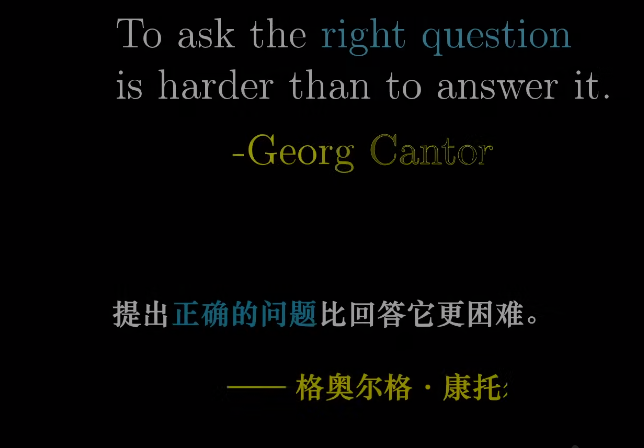 To ask the right question
is harder than to answer it.
-Georg Cantor
提出正确的问题比回答它更困难。
—— 格奥尔格·康托